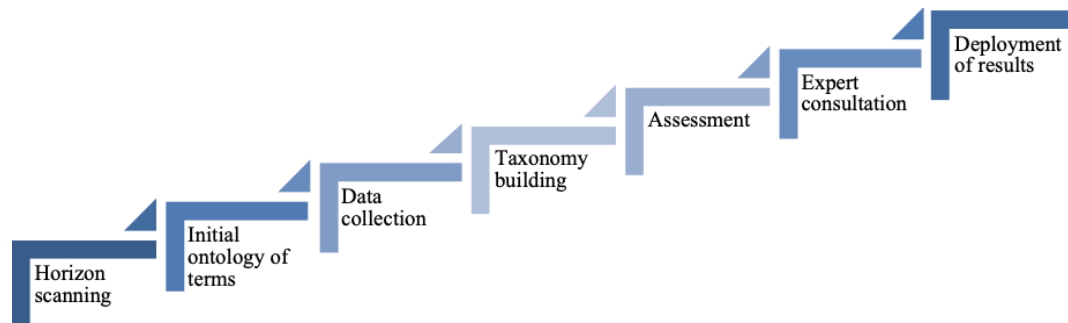 Horizon
scanning
Initial
ontology of
terms
Data
collection
Taxonomy
building
Assessment
Expert
consultation
Deployment
of results